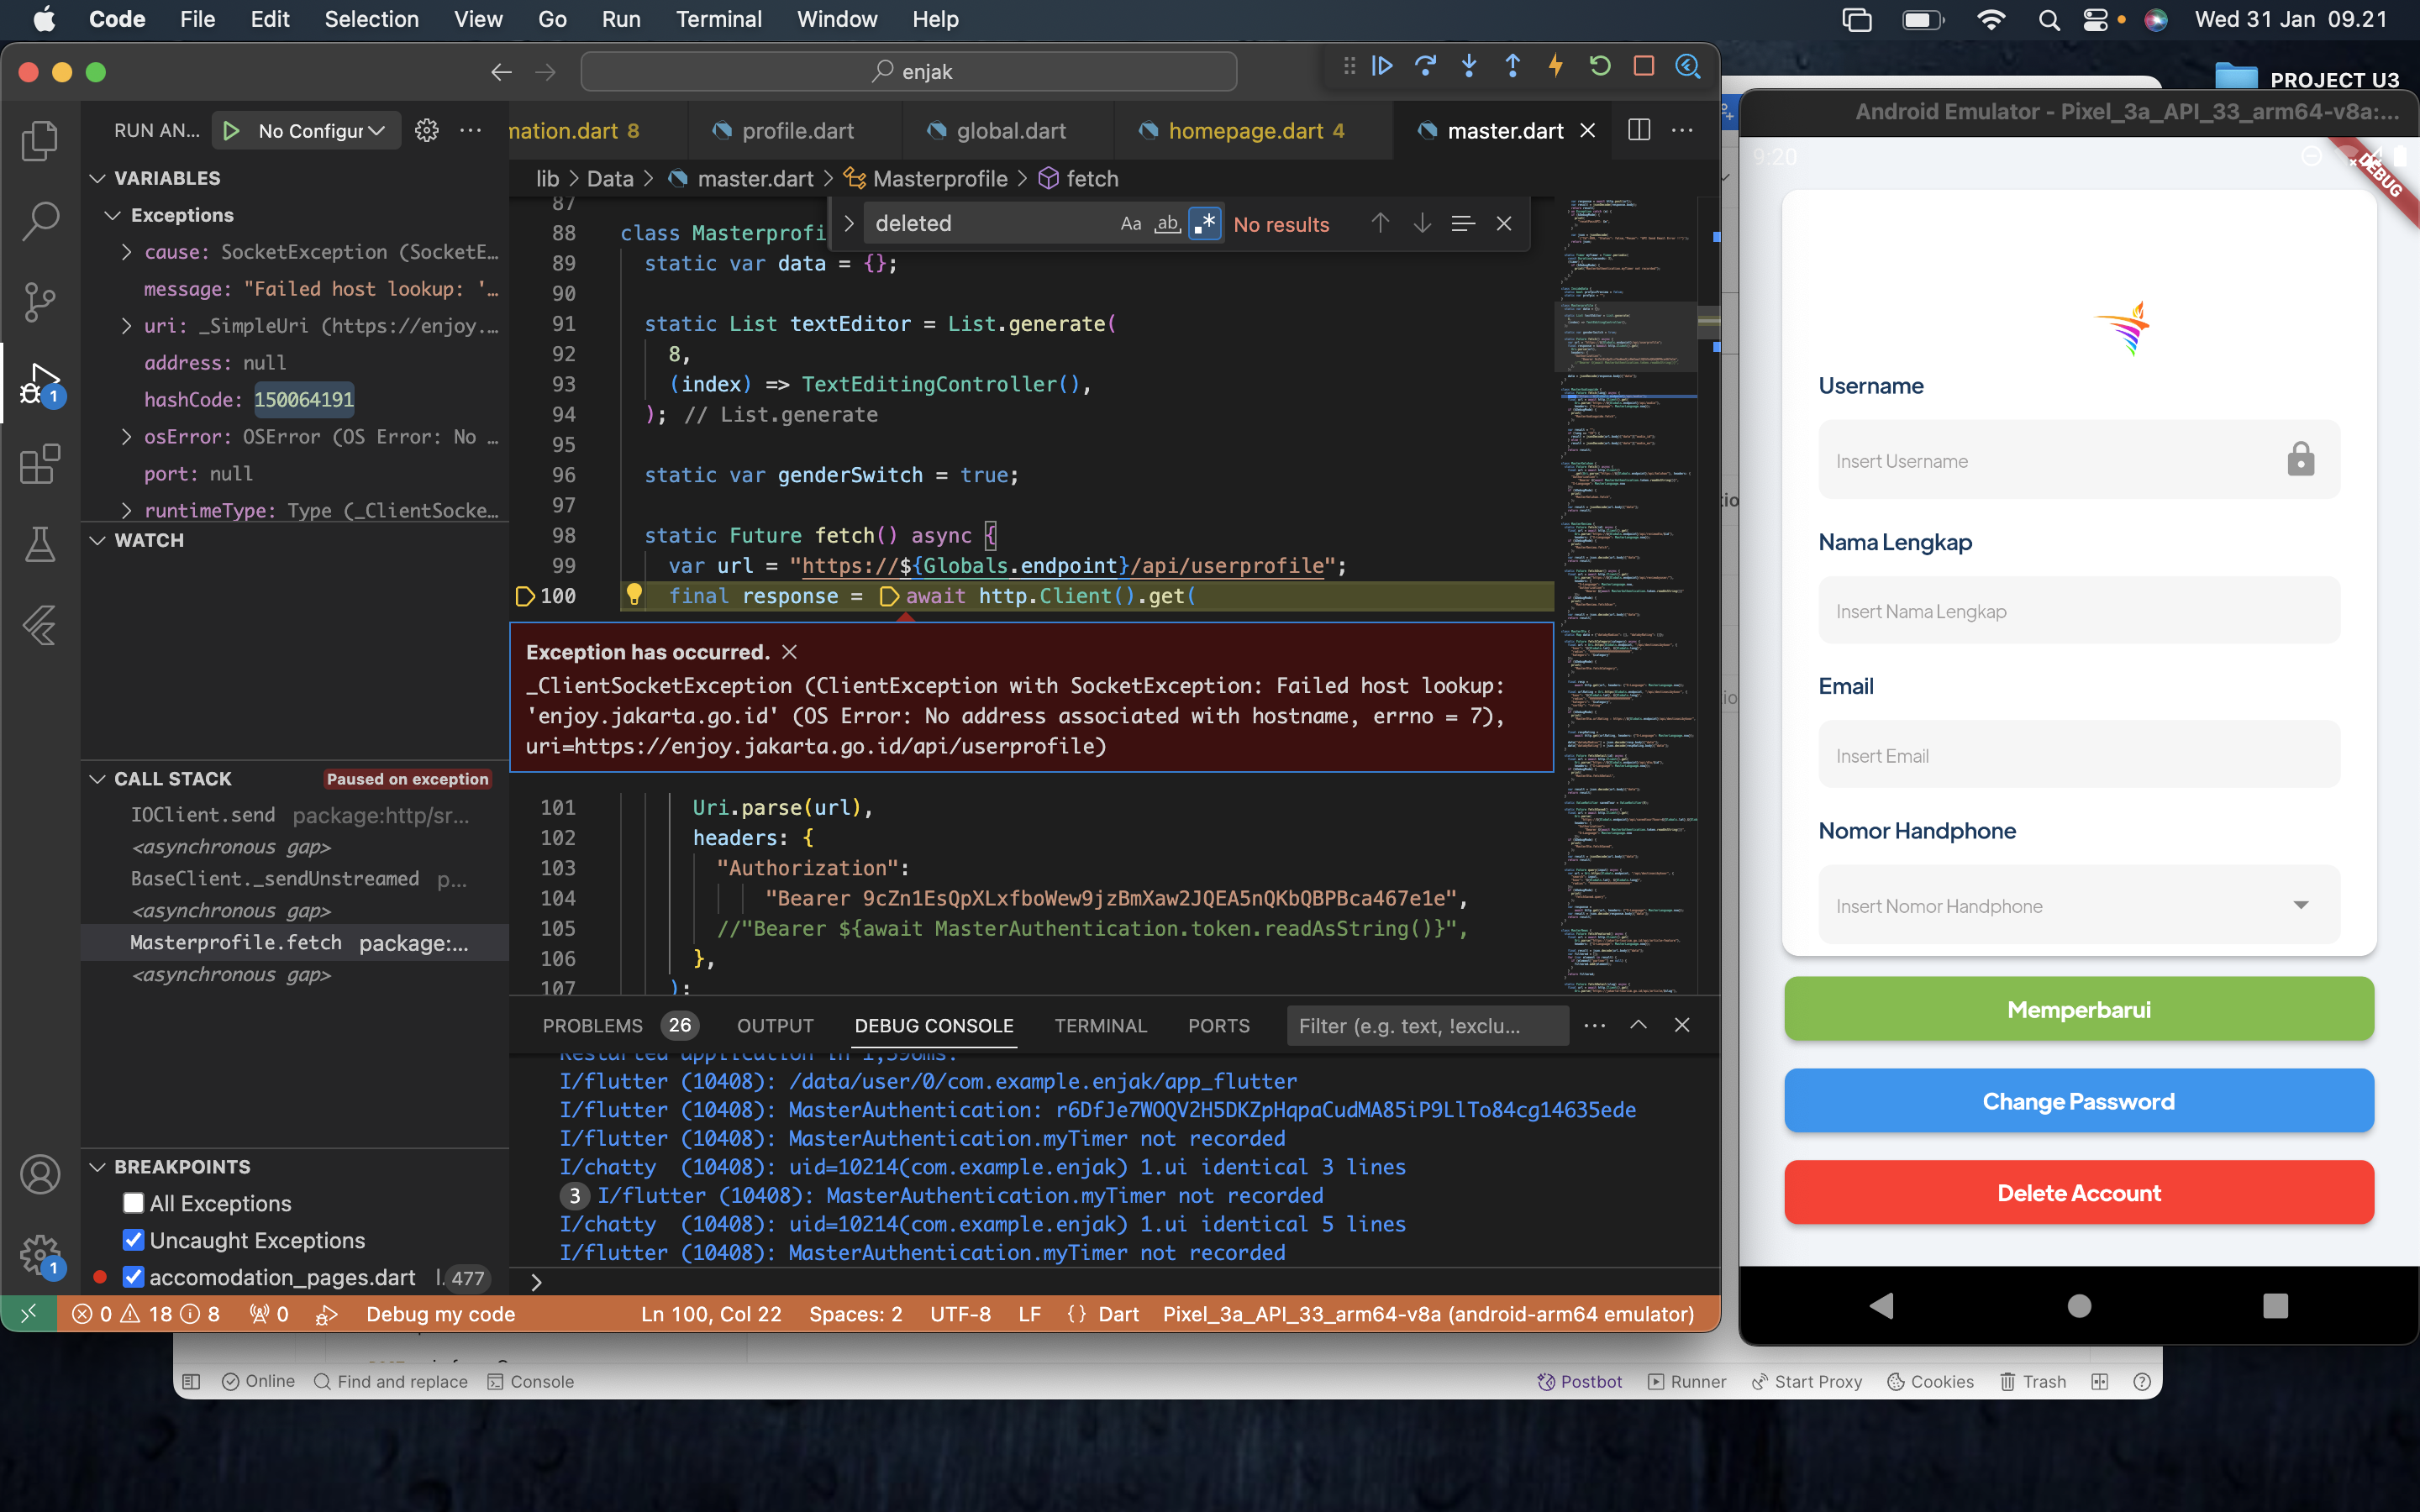 Code File Edit Selection View Go Run Terminal Window Help
Wed 31 Jan 09.21
enjak
PROJECT U3
RUN AN... No Configur
mation.dart 8 profile.dart global.dart homepage.dart 4 master.dart
lib > Data > master.dart > Masterprofile > fetch
VARIABLES
Exceptions
cause: SocketException (SocketE...
message: "Failed host lookup: '...
uri: _SimpleUri (https://enjoy....
address: null
hashCode: 150064191
osError: OSError (OS Error: No ...
port: null
runtimeType: Type (_ClientSocke...
WATCH
CALL STACK Paused on exception
IOClient.send package:http/sr...
<asynchronous gap>
BaseClient._sendUnstreamed p...
<asynchronous gap>
Masterprofile.fetch package:...
<asynchronous gap>
BREAKPOINTS
All Exceptions
Uncaught Exceptions
accomodation_pages.dart l. 477
deleted Aa ab .* No results
87
88 class Masterprofi
89 static var data = {};
90
91 static List textEditor = List.generate(
92 8,
93 (index) => TextEditingController(),
94 ); // List.generate
95
96 static var genderSwitch = true;
97
98 static Future fetch() async {
99 var url = "https://${Globals.endpoint}/api/userprofile";
100 final response = await http.Client().get(
Exception has occurred.
_ClientSocketException (ClientException with SocketException: Failed host lookup:
'enjoy.jakarta.go.id' (OS Error: No address associated with hostname, errno = 7),
uri=https://enjoy.jakarta.go.id/api/userprofile)
101 Uri.parse(url),
102 headers: {
103 "Authorization":
104 "Bearer 9cZn1EsQpXLxfboWew9jzBmXaw2JQEA5nQKbQBPBca467e1e",
105 //"Bearer ${await MasterAuthentication.token.readAsString()}",
106 },
107 );
PROBLEMS 26 OUTPUT DEBUG CONSOLE TERMINAL PORTS Filter (e.g. text, !exclu...
Restarted application in 1,396ms.
I/flutter (10408): /data/user/0/com.example.enjak/app_flutter
I/flutter (10408): MasterAuthentication: r6DfJe7WOQV2H5DKZpHqpaCudMA85iP9LlTo84cg14635ede
I/flutter (10408): MasterAuthentication.myTimer not recorded
I/chatty (10408): uid=10214(com.example.enjak) 1.ui identical 3 lines
3 I/flutter (10408): MasterAuthentication.myTimer not recorded
I/chatty (10408): uid=10214(com.example.enjak) 1.ui identical 5 lines
I/flutter (10408): MasterAuthentication.myTimer not recorded
1
1
0 18 8 0 Debug my code Ln 100, Col 22 Spaces: 2 UTF-8 LF {} Dart Pixel_3a_API_33_arm64-v8a (android-arm64 emulator)
Online Find and replace Console Postbot Runner Start Proxy Cookies Trash
Android Emulator - Pixel_3a_API_33_arm64-v8a:...
9:20
DEBUG
Username
Insert Username
Nama Lengkap
Insert Nama Lengkap
Email
Insert Email
Nomor Handphone
Insert Nomor Handphone
Memperbarui
Change Password
Delete Account